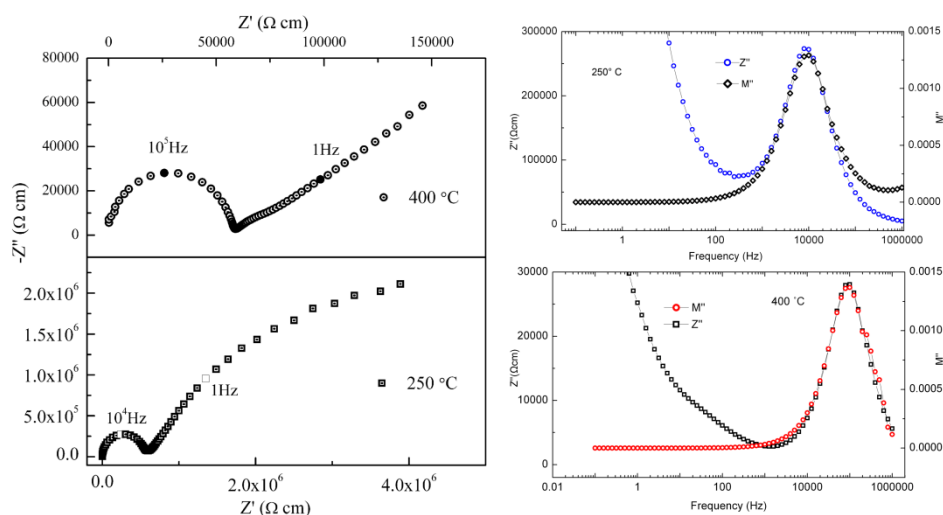 Z' (Ω cm)
0 50000 100000 150000
80000
60000
40000
20000
0
10⁵Hz
1Hz
400 °C
-Z'' (Ω cm)
2.0x10⁶
1.5x10⁶
1.0x10⁶
5.0x10⁵
0.0
10⁴Hz
1Hz
250 °C
0.0 2.0x10⁶ 4.0x10⁶
Z' (Ω cm)
300000
200000
100000
0
Z''(Ωcm)
250° C
Z''
M''
0.0015
0.0010
0.0005
0.0000
M''
1 100 10000 1000000
Frequency (Hz)
30000
20000
10000
0
Z''(Ωcm)
M''
Z''
400 °C
0.0015
0.0010
0.0005
0.0000
M''
0.01 1 100 10000 1000000
Frequency (Hz)